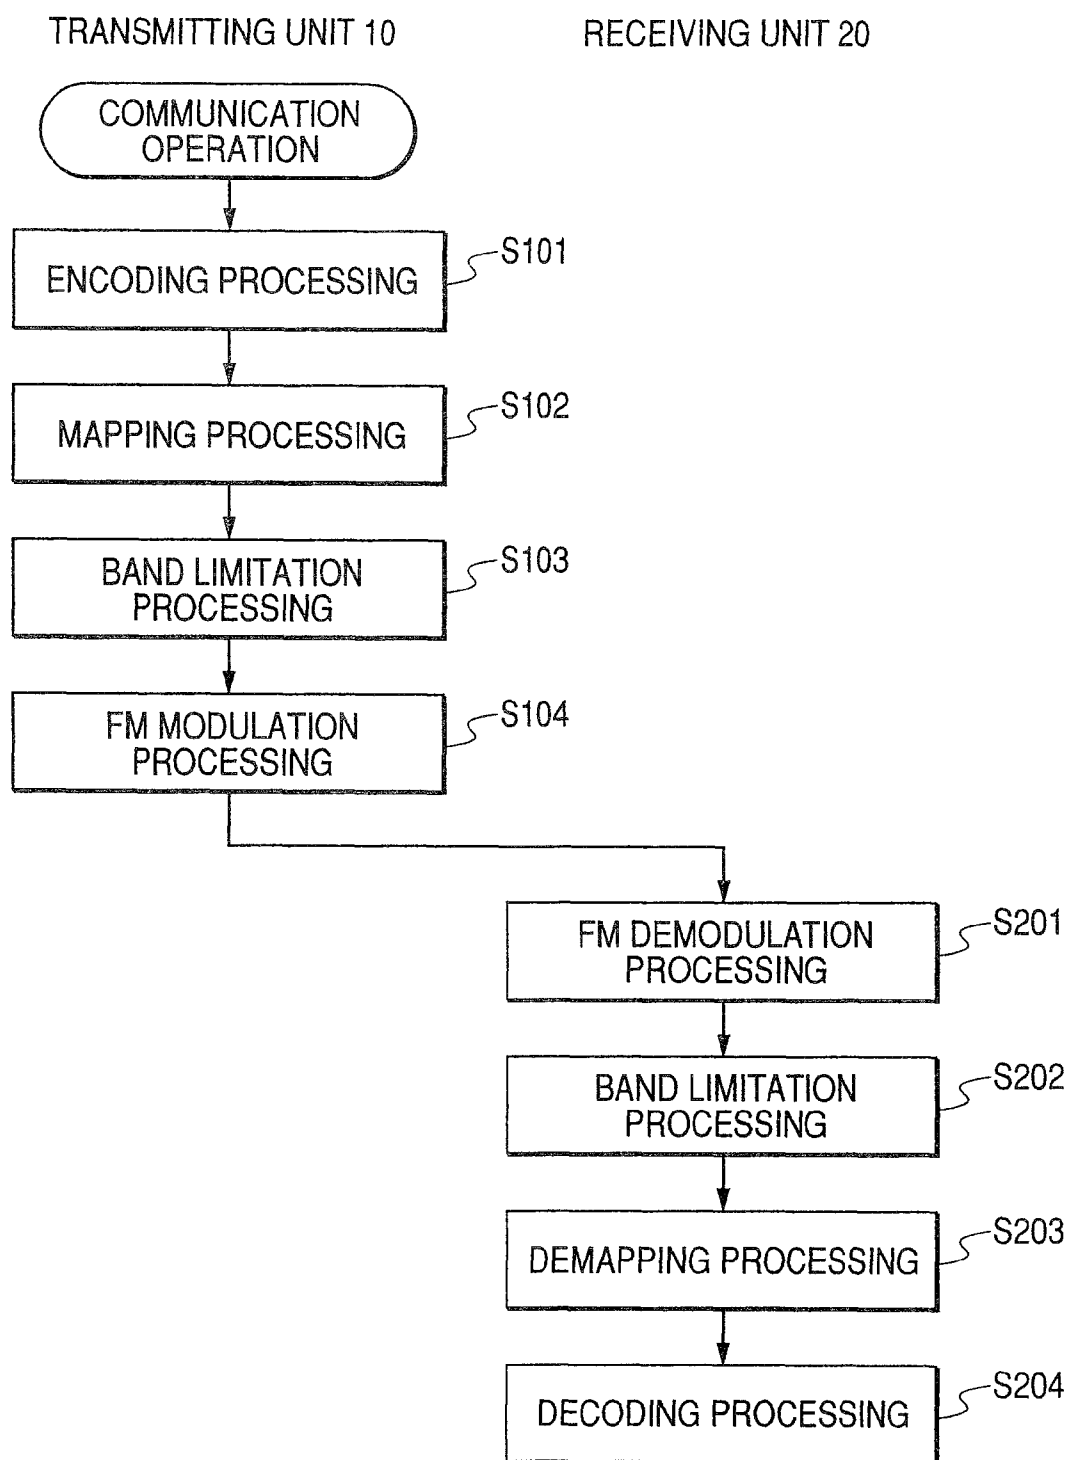 TRANSMITTING UNIT 10
RECEIVING UNIT 20
COMMUNICATION
OPERATION
ENCODING PROCESSING
S101
MAPPING PROCESSING
S102
BAND LIMITATION
PROCESSING
S103
FM MODULATION
PROCESSING
S104
FM DEMODULATION
PROCESSING
S201
BAND LIMITATION
PROCESSING
S202
DEMAPPING PROCESSING
S203
DECODING PROCESSING
S204